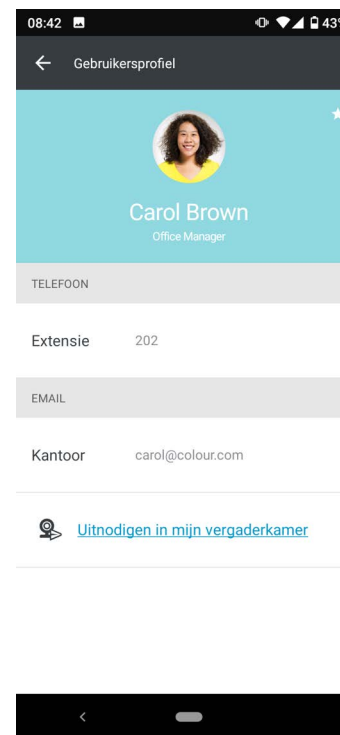 08:42 43°
Gebruikersprofiel
Carol Brown
Office Manager
TELEFOON
Extensie 202
EMAIL
Kantoor carol@colour.com
Uitnodigen in mijn vergaderkamer